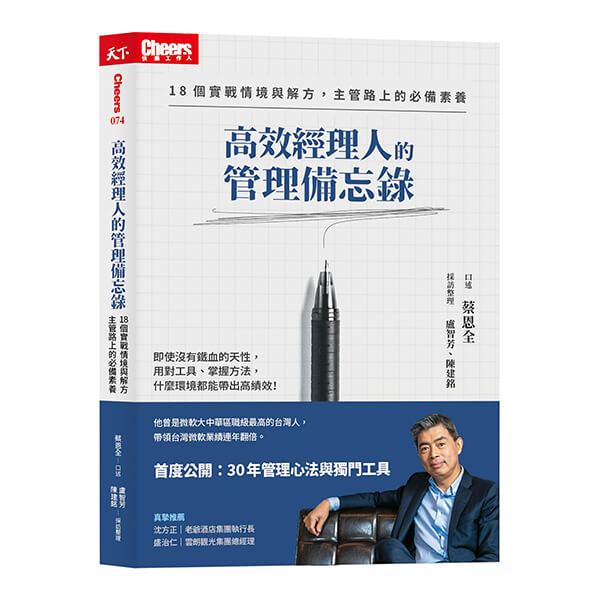 天下
Cheers
快樂工作人
Cheers
074
高效經理人的管理備忘錄
18個實戰情境與解方
主管路上的必備素養
蔡恩全—口述
盧智芳
陳建銘—採訪整理
18個實戰情境與解方，主管路上的必備素養
高效經理人的
管理備忘錄
口述 蔡恩全
採訪整理 盧智芳、陳建銘
即使沒有鐵血的天性，
用對工具、掌握方法，
什麼環境都能帶出高績效！
他曾是微軟大中華區職級最高的台灣人，
帶領台灣微軟業績連年翻倍。
首度公開：30年管理心法與獨門工具
真摯推薦
沈方正｜老爺酒店集團執行長
盛治仁｜雲朗觀光集團總經理